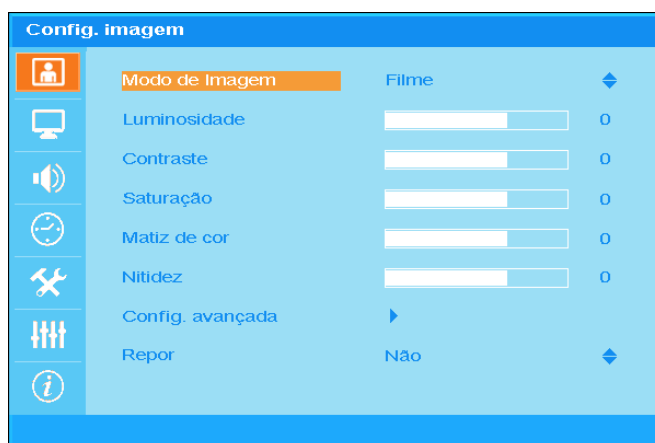 Config. imagem
Modo de Imagem Filme
Luminosidade 0
Contraste 0
Saturação 0
Matiz de cor 0
Nitidez 0
Config. avançada
Repor Não
i